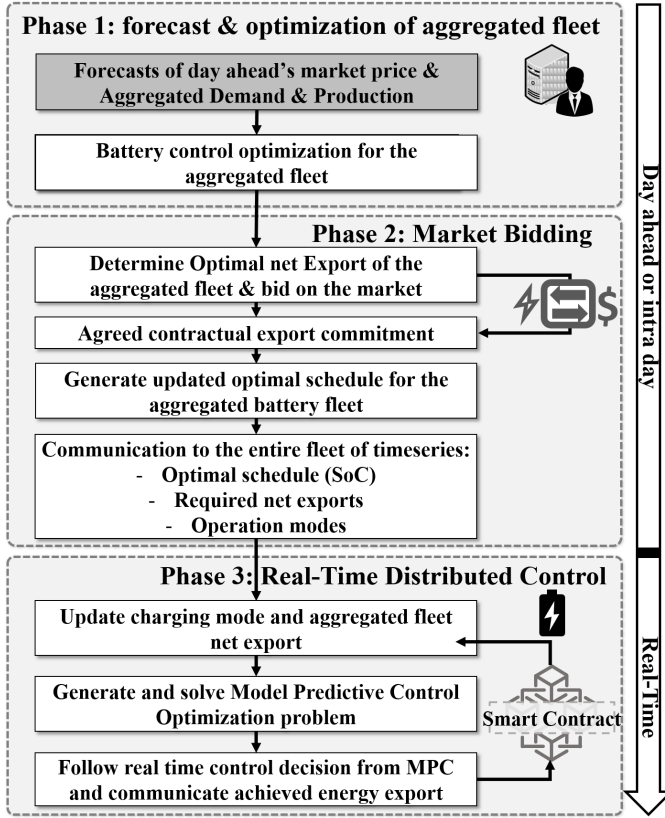 Phase 1: forecast & optimization of aggregated fleet
Forecasts of day ahead's market price &
Aggregated Demand & Production
Battery control optimization for the
aggregated fleet
Phase 2: Market Bidding
Determine Optimal net Export of the
aggregated fleet & bid on the market
$
Agreed contractual export commitment
Generate updated optimal schedule for the
aggregated battery fleet
Communication to the entire fleet of timeseries:
- Optimal schedule (SoC)
- Required net exports
- Operation modes
Day ahead or intra day
Phase 3: Real-Time Distributed Control
Update charging mode and aggregated fleet
net export
Generate and solve Model Predictive Control
Optimization problem
Smart Contract
Follow real time control decision from MPC
and communicate achieved energy export
Real-Time